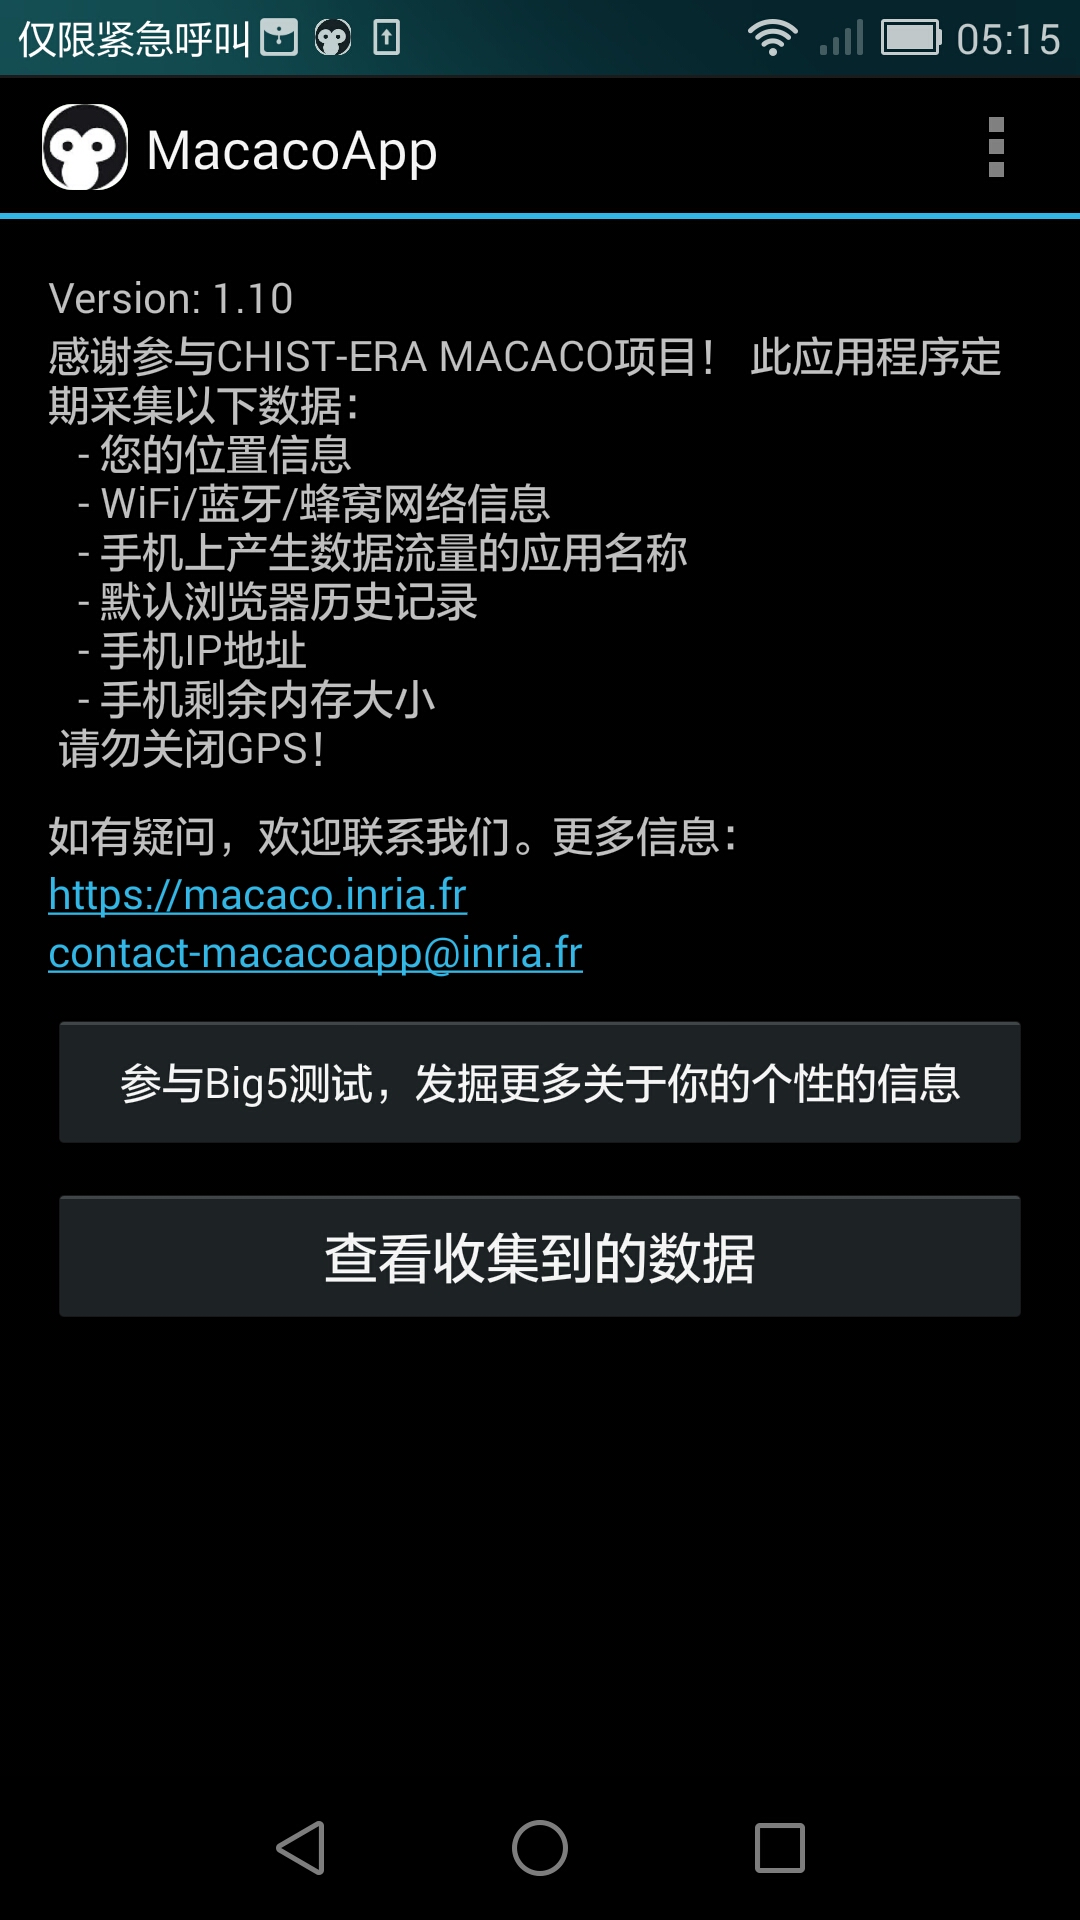 仅限紧急呼叫 05:15
MacacoApp
Version: 1.10
感谢参与CHIST-ERA MACACO项目！ 此应用程序定
期采集以下数据：
- 您的位置信息
- WiFi/蓝牙/蜂窝网络信息
- 手机上产生数据流量的应用名称
- 默认浏览器历史记录
- 手机IP地址
- 手机剩余内存大小
请勿关闭GPS！
如有疑问，欢迎联系我们。更多信息：
https://macaco.inria.fr
contact-macacoapp@inria.fr
参与Big5测试，发掘更多关于你的个性的信息
查看收集到的数据